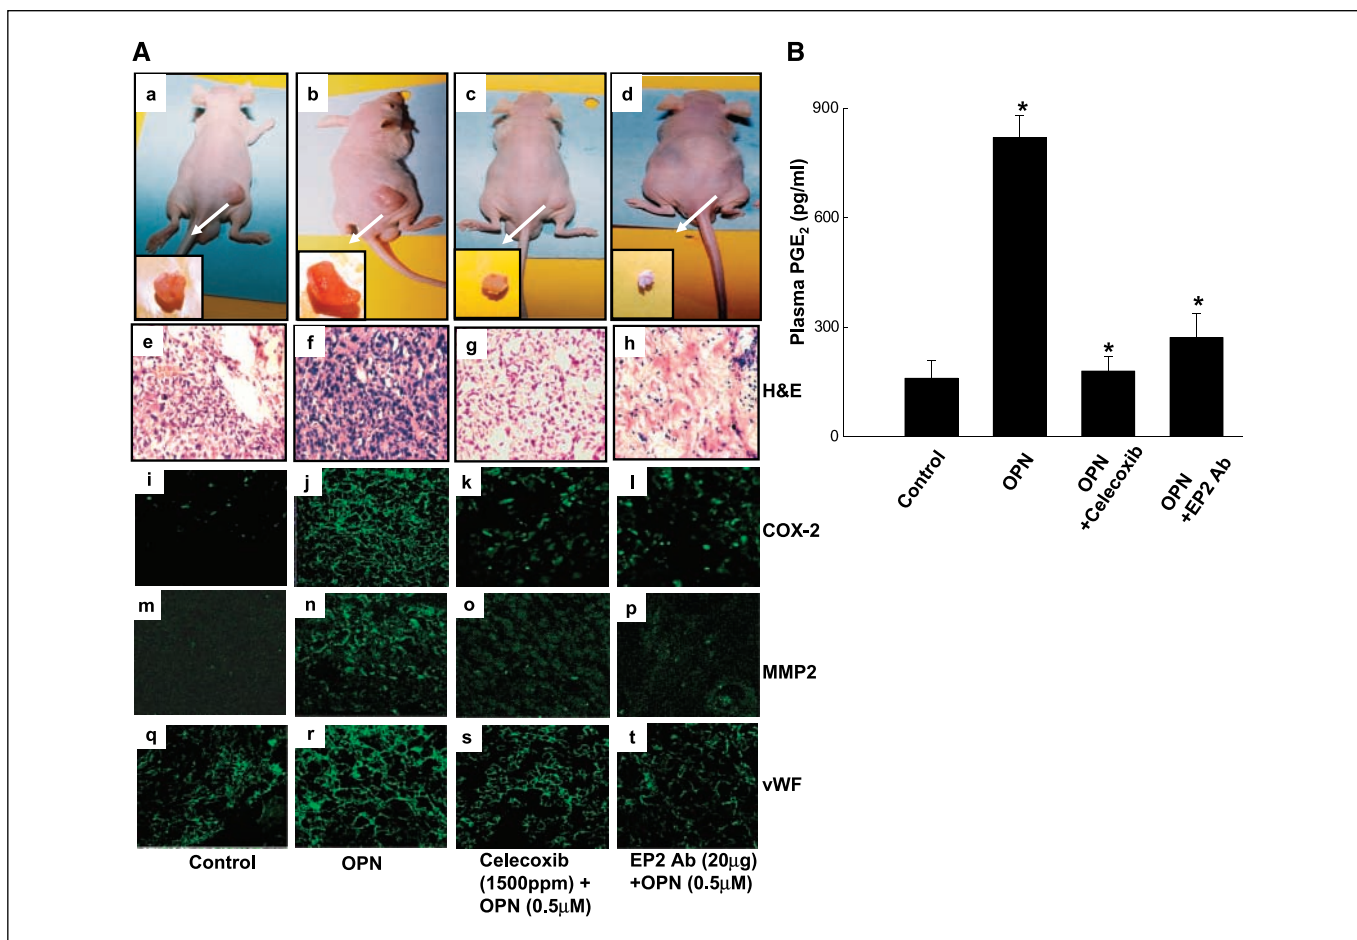 A
B
a
b
c
d
e
f
g
h
H&E
i
j
k
l
COX-2
m
n
o
p
MMP2
q
r
s
t
vWF
Control
OPN
Celecoxib
(1500ppm) +
OPN (0.5μM)
EP2 Ab (20μg)
+OPN (0.5μM)
Plasma PGE₂ (pg/ml)
900
600
300
0
*
*
*
Control
OPN
OPN
+Celecoxib
OPN
+EP2 Ab